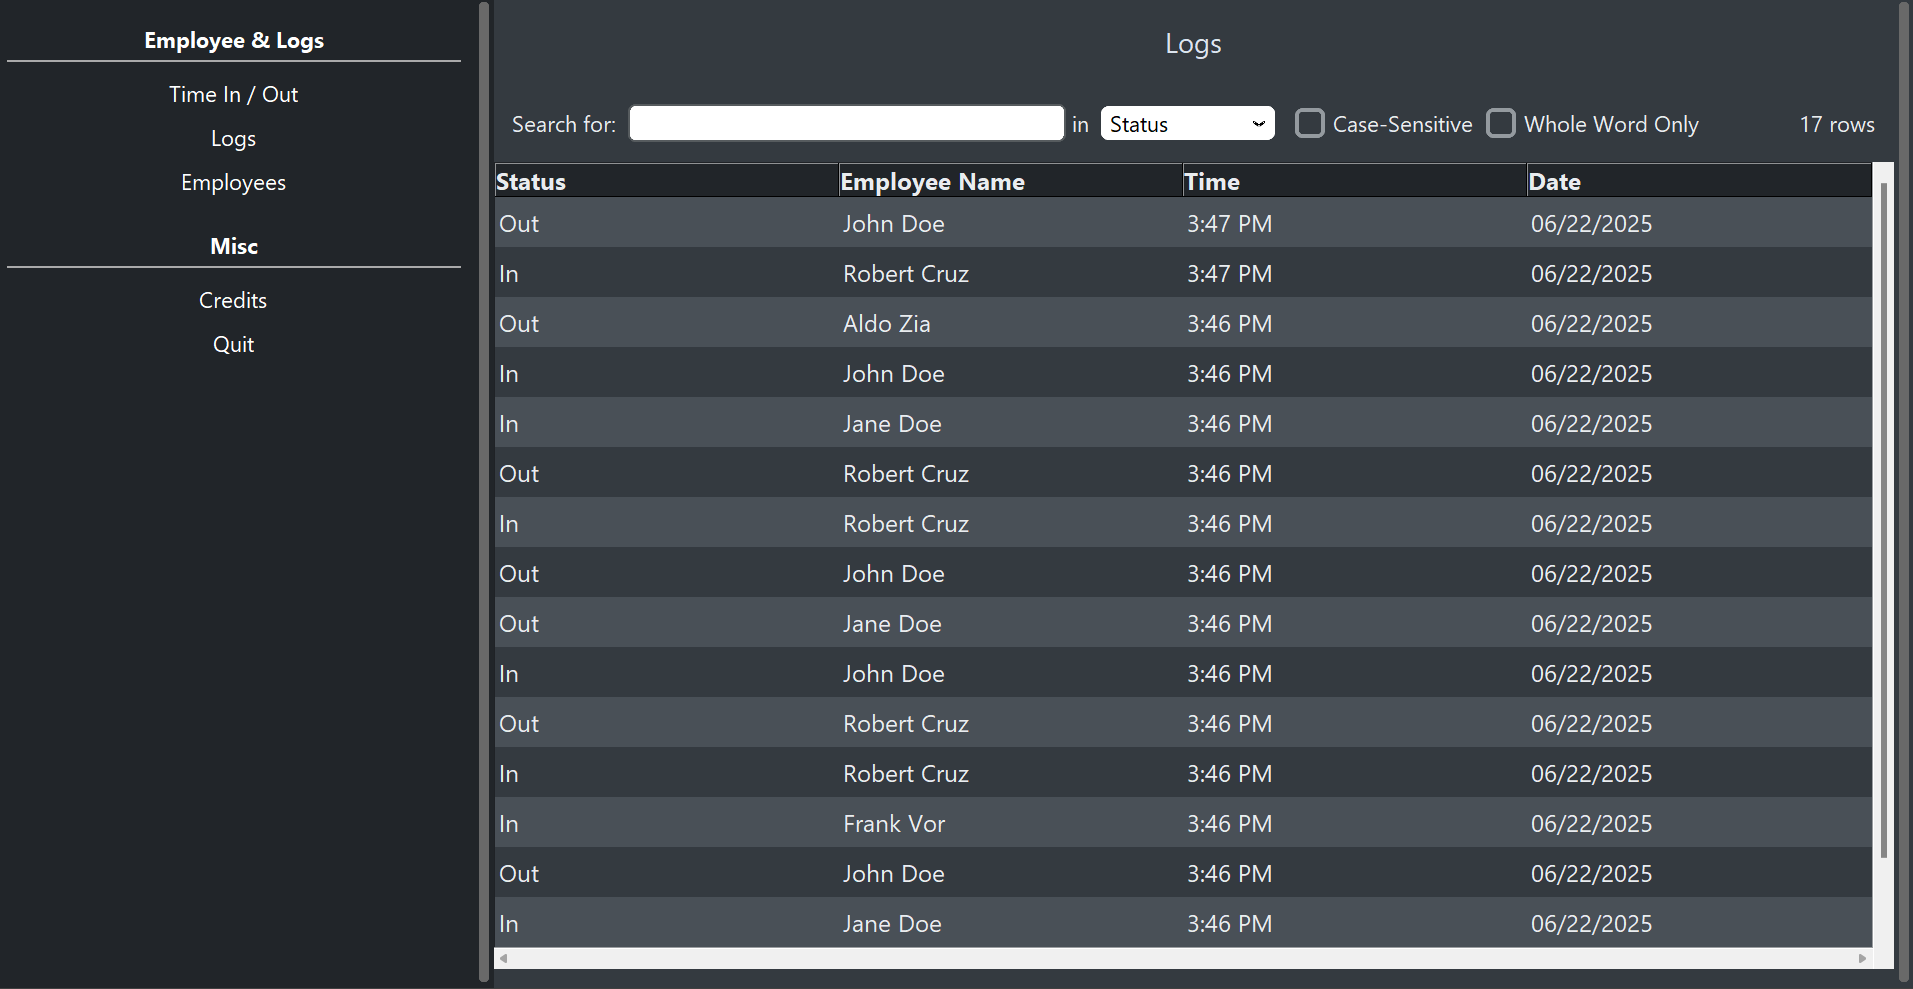 Employee & Logs
Time In / Out
Logs
Employees
Misc
Credits
Quit
Logs
Search for: in Status Case-Sensitive Whole Word Only 17 rows
Status Employee Name Time Date
Out John Doe 3:47 PM 06/22/2025
In Robert Cruz 3:47 PM 06/22/2025
Out Aldo Zia 3:46 PM 06/22/2025
In John Doe 3:46 PM 06/22/2025
In Jane Doe 3:46 PM 06/22/2025
Out Robert Cruz 3:46 PM 06/22/2025
In Robert Cruz 3:46 PM 06/22/2025
Out John Doe 3:46 PM 06/22/2025
Out Jane Doe 3:46 PM 06/22/2025
In John Doe 3:46 PM 06/22/2025
Out Robert Cruz 3:46 PM 06/22/2025
In Robert Cruz 3:46 PM 06/22/2025
In Frank Vor 3:46 PM 06/22/2025
Out John Doe 3:46 PM 06/22/2025
In Jane Doe 3:46 PM 06/22/2025